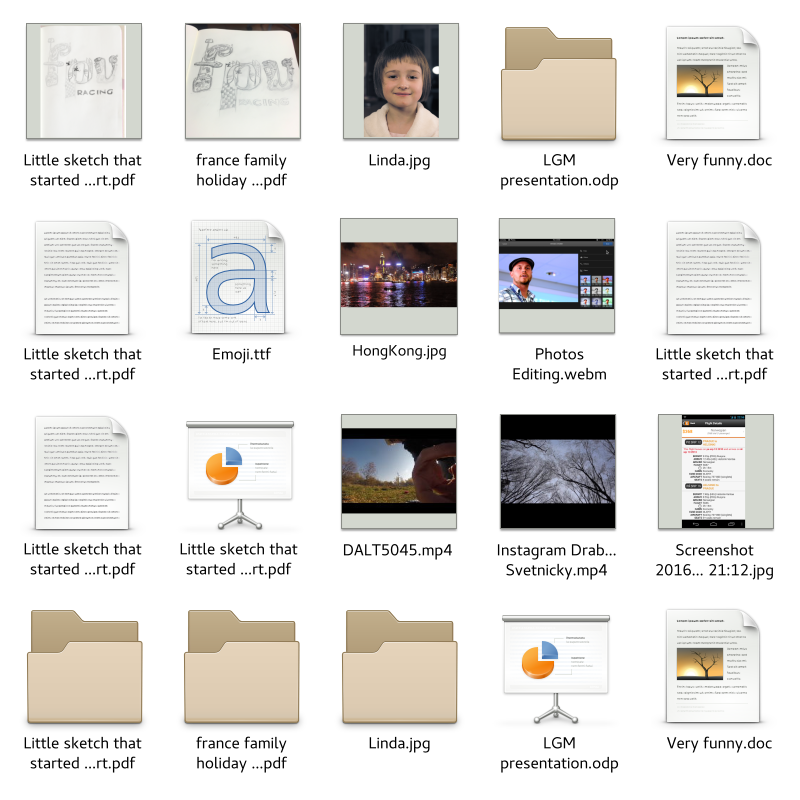 RACING
Little sketch that
started ...rt.pdf
france family
holiday ...pdf
Linda.jpg
LGM
presentation.odp
Very funny.doc
a
Little sketch that
started ...rt.pdf
Emoji.ttf
HongKong.jpg
Photos
Editing.webm
Little sketch that
started ...rt.pdf
Little sketch that
started ...rt.pdf
Little sketch that
started ...rt.pdf
DALT5045.mp4
Instagram Drab...
Svetnicky.mp4
Screenshot
2016... 21:12.jpg
Little sketch that
started ...rt.pdf
france family
holiday ...pdf
Linda.jpg
LGM
presentation.odp
Very funny.doc